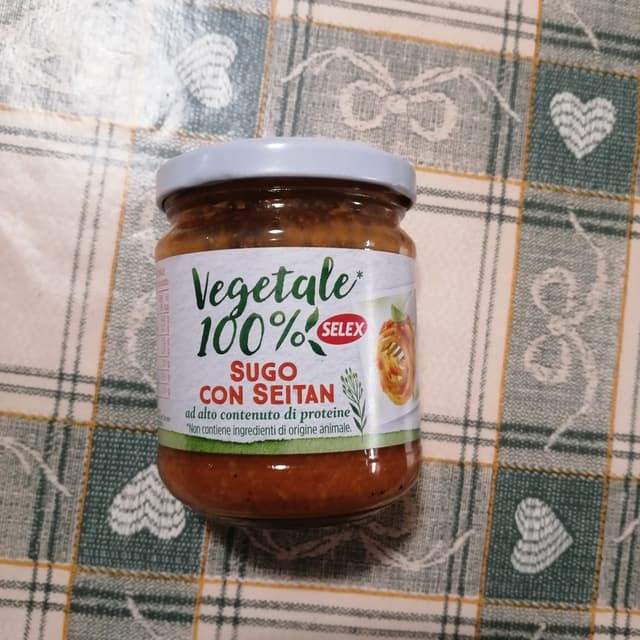 Vegetale*
100%
SELEX
SUGO
CON SEITAN
ad alto contenuto di proteine
*Non contiene ingredienti di origine animale.